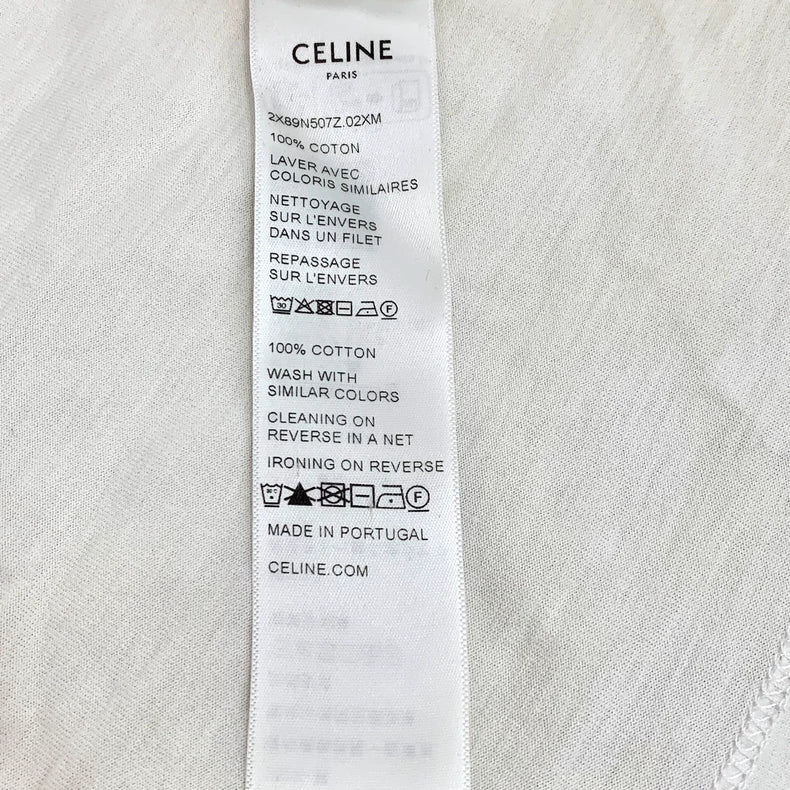 CELINE
PARIS
2X89N507Z.02XM
100% COTON
LAVER AVEC
COLORIS SIMILAIRES
NETTOYAGE
SUR L'ENVERS
DANS UN FILET
REPASSAGE
SUR L'ENVERS
30 F
100% COTTON
WASH WITH
SIMILAR COLORS
CLEANING ON
REVERSE IN A NET
IRONING ON REVERSE
30°C F
MADE IN PORTUGAL
CELINE.COM